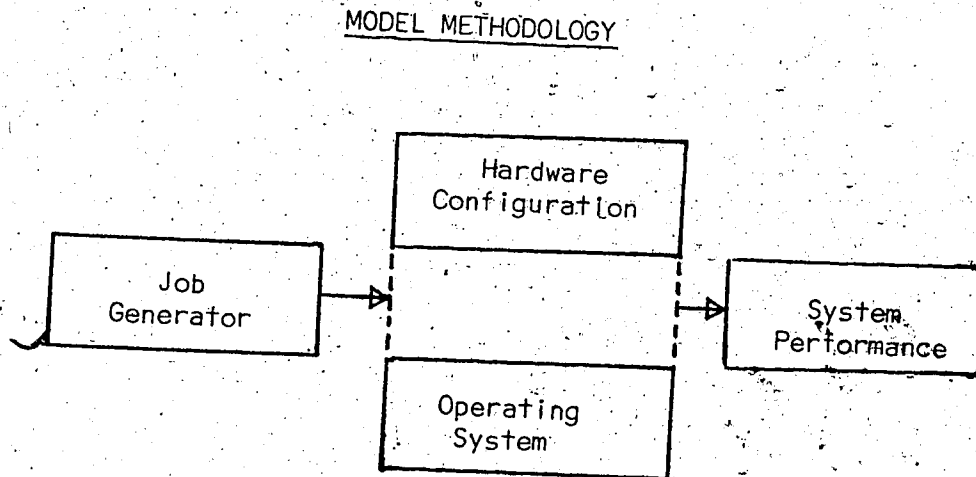 MODEL METHODOLOGY
Hardware
Configuration
Job
Generator
System
Performance
Operating
System